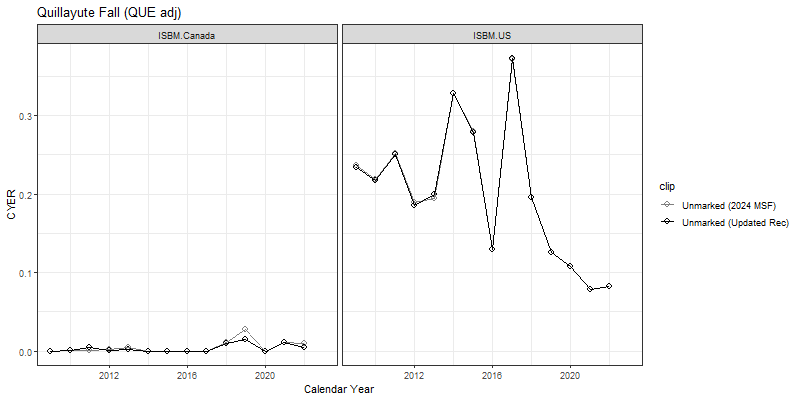 Quillayute Fall (QUE adj)
ISBM.Canada
ISBM.US
CYER
0.3
0.2
0.1
0.0
2012
2016
2020
2012
2016
2020
Calendar Year
clip
Unmarked (2024 MSF)
Unmarked (Updated Rec)